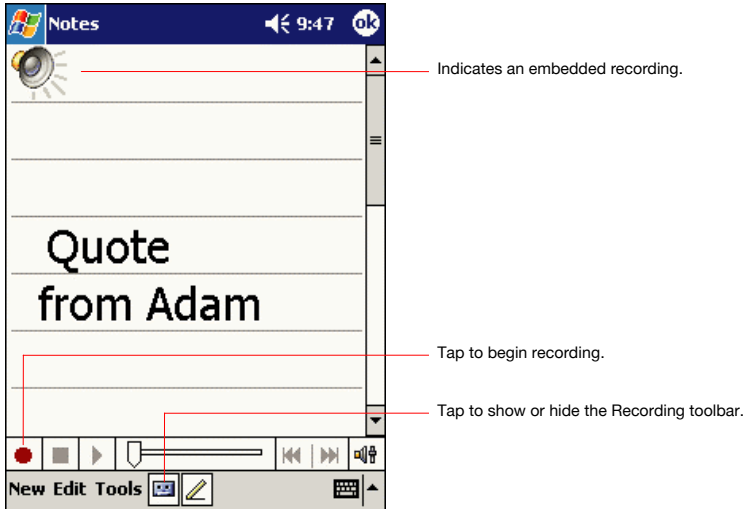 Notes 9:47 ok
Indicates an embedded recording.
Quote
from Adam
Tap to begin recording.
Tap to show or hide the Recording toolbar.
New Edit Tools